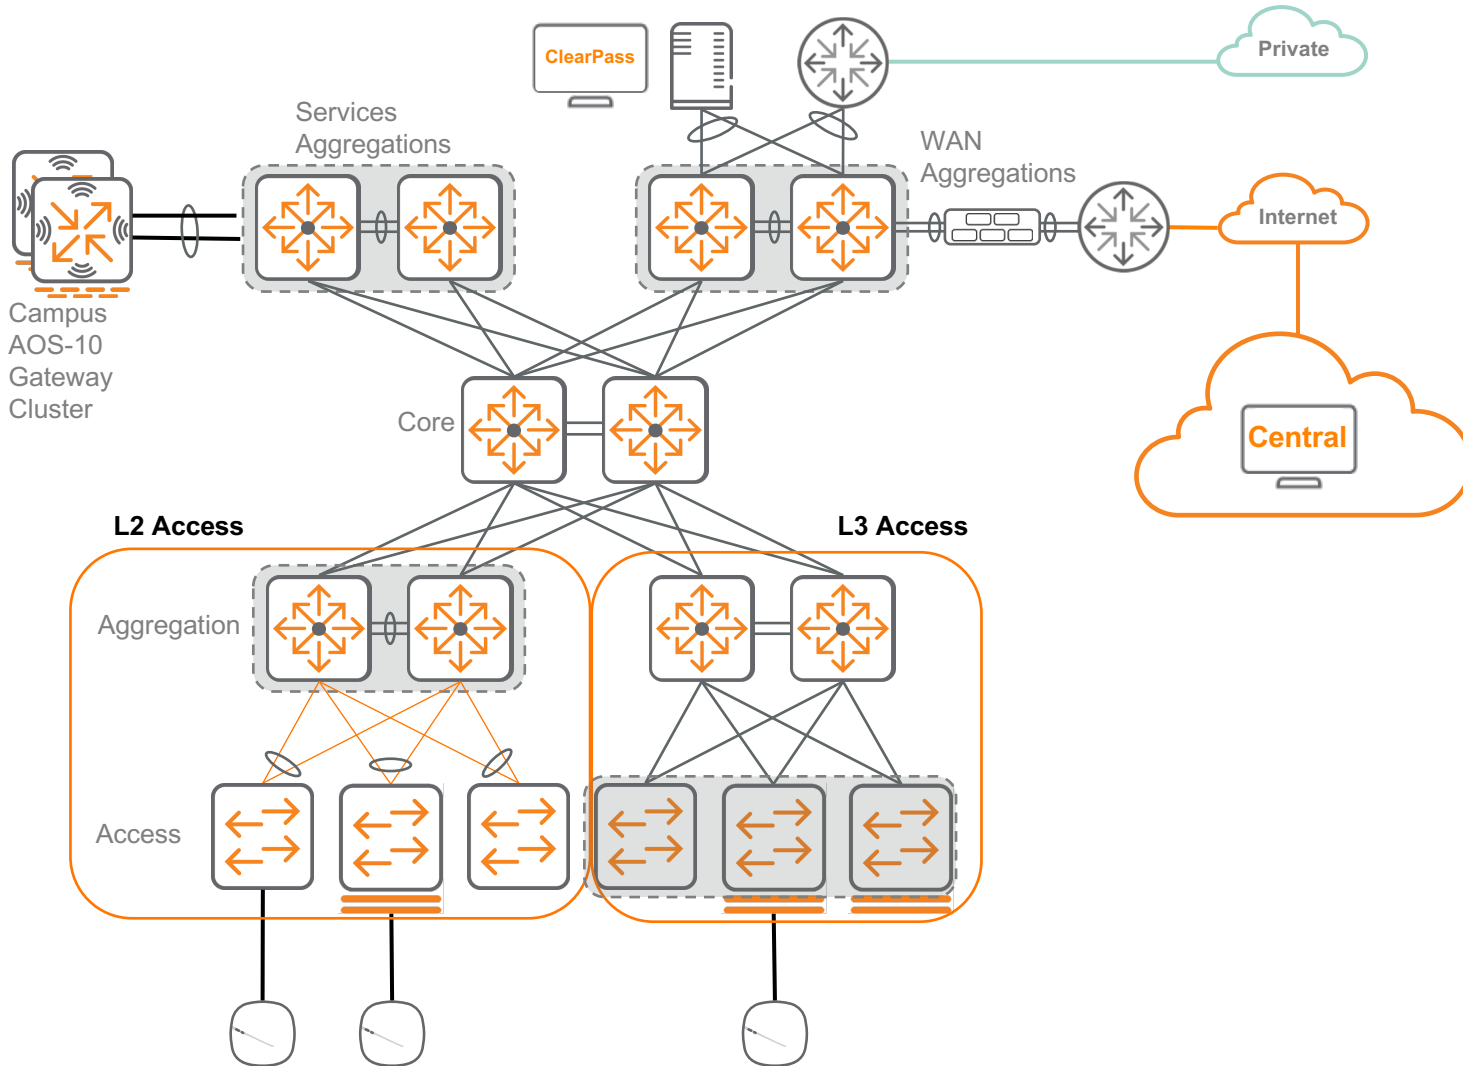 ClearPass
Private
Services
Aggregations
WAN
Aggregations
Internet
Campus
AOS-10
Gateway
Cluster
Core
Central
L2 Access
L3 Access
Aggregation
Access